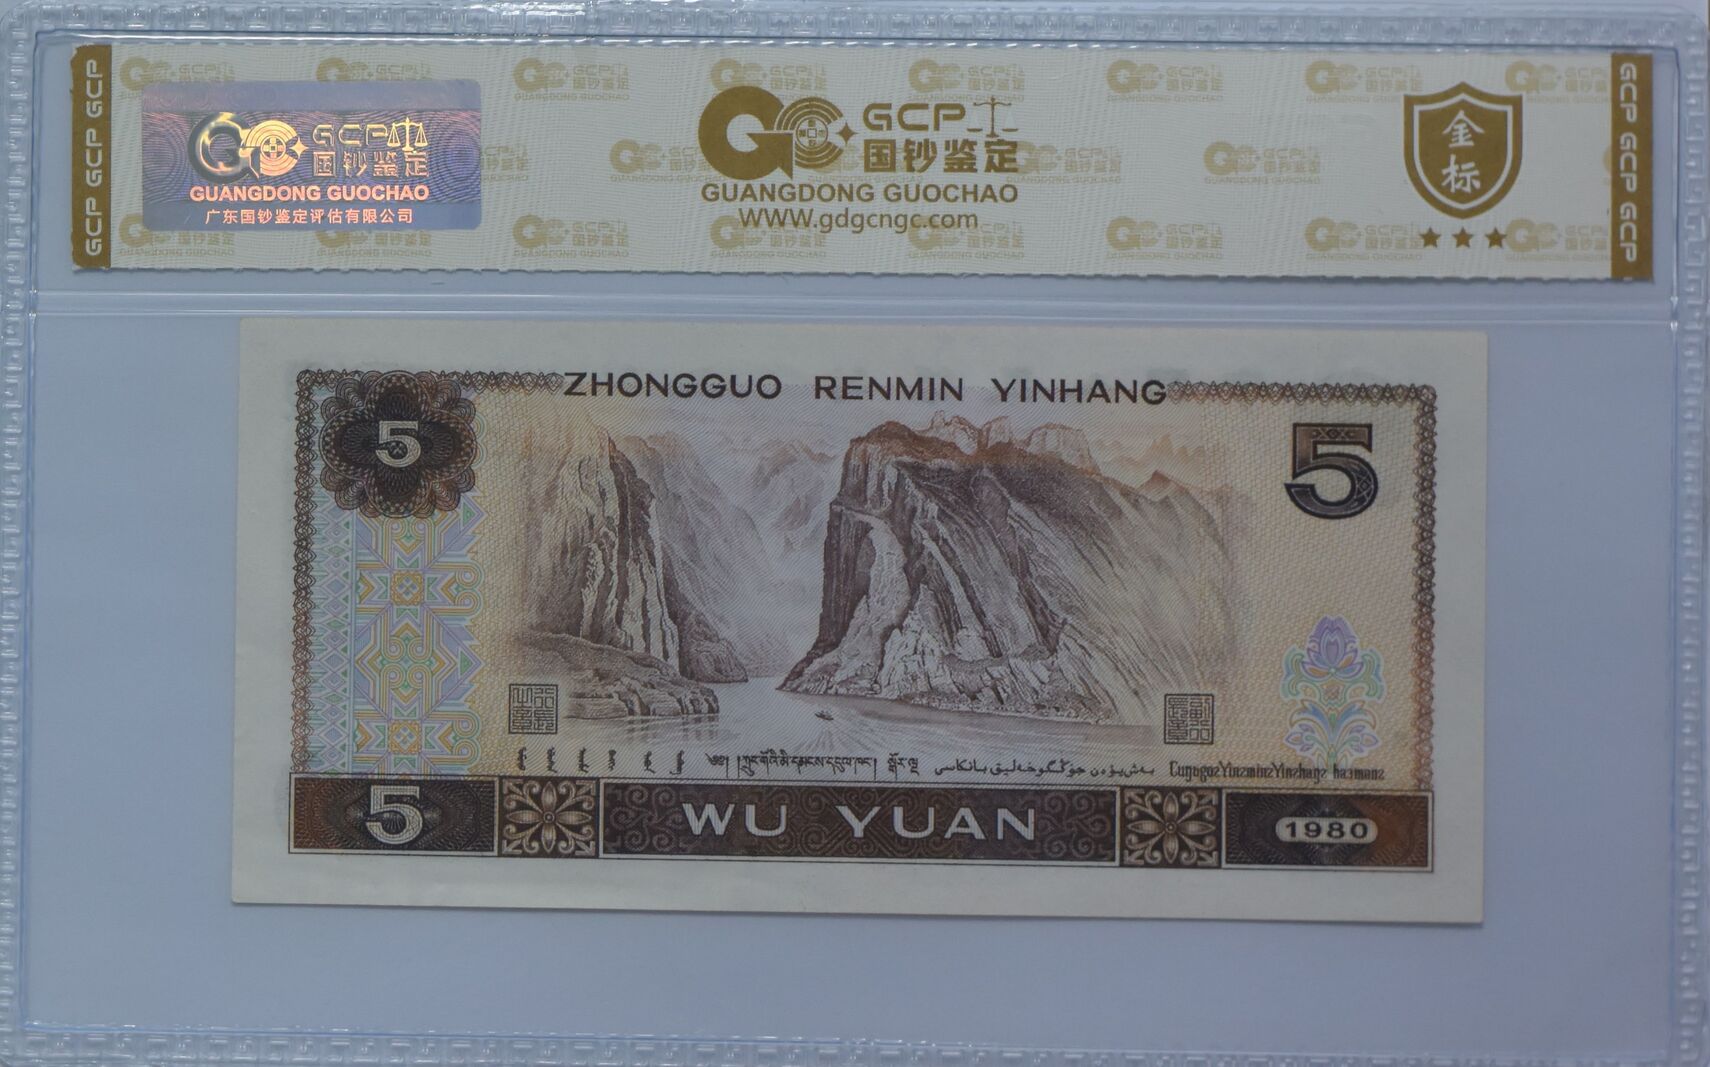 GCP GCP GCP
GCP
国钞鉴定
GUANGDONG GUOCHAO
广东国钞鉴定评估有限公司
GCP
国钞鉴定
GUANGDONG GUOCHAO
WWW.gdgcngc.com
金标
GCP GCP GCP
ZHONGGUO RENMIN YINHANG
5
5
5
WU YUAN
1980